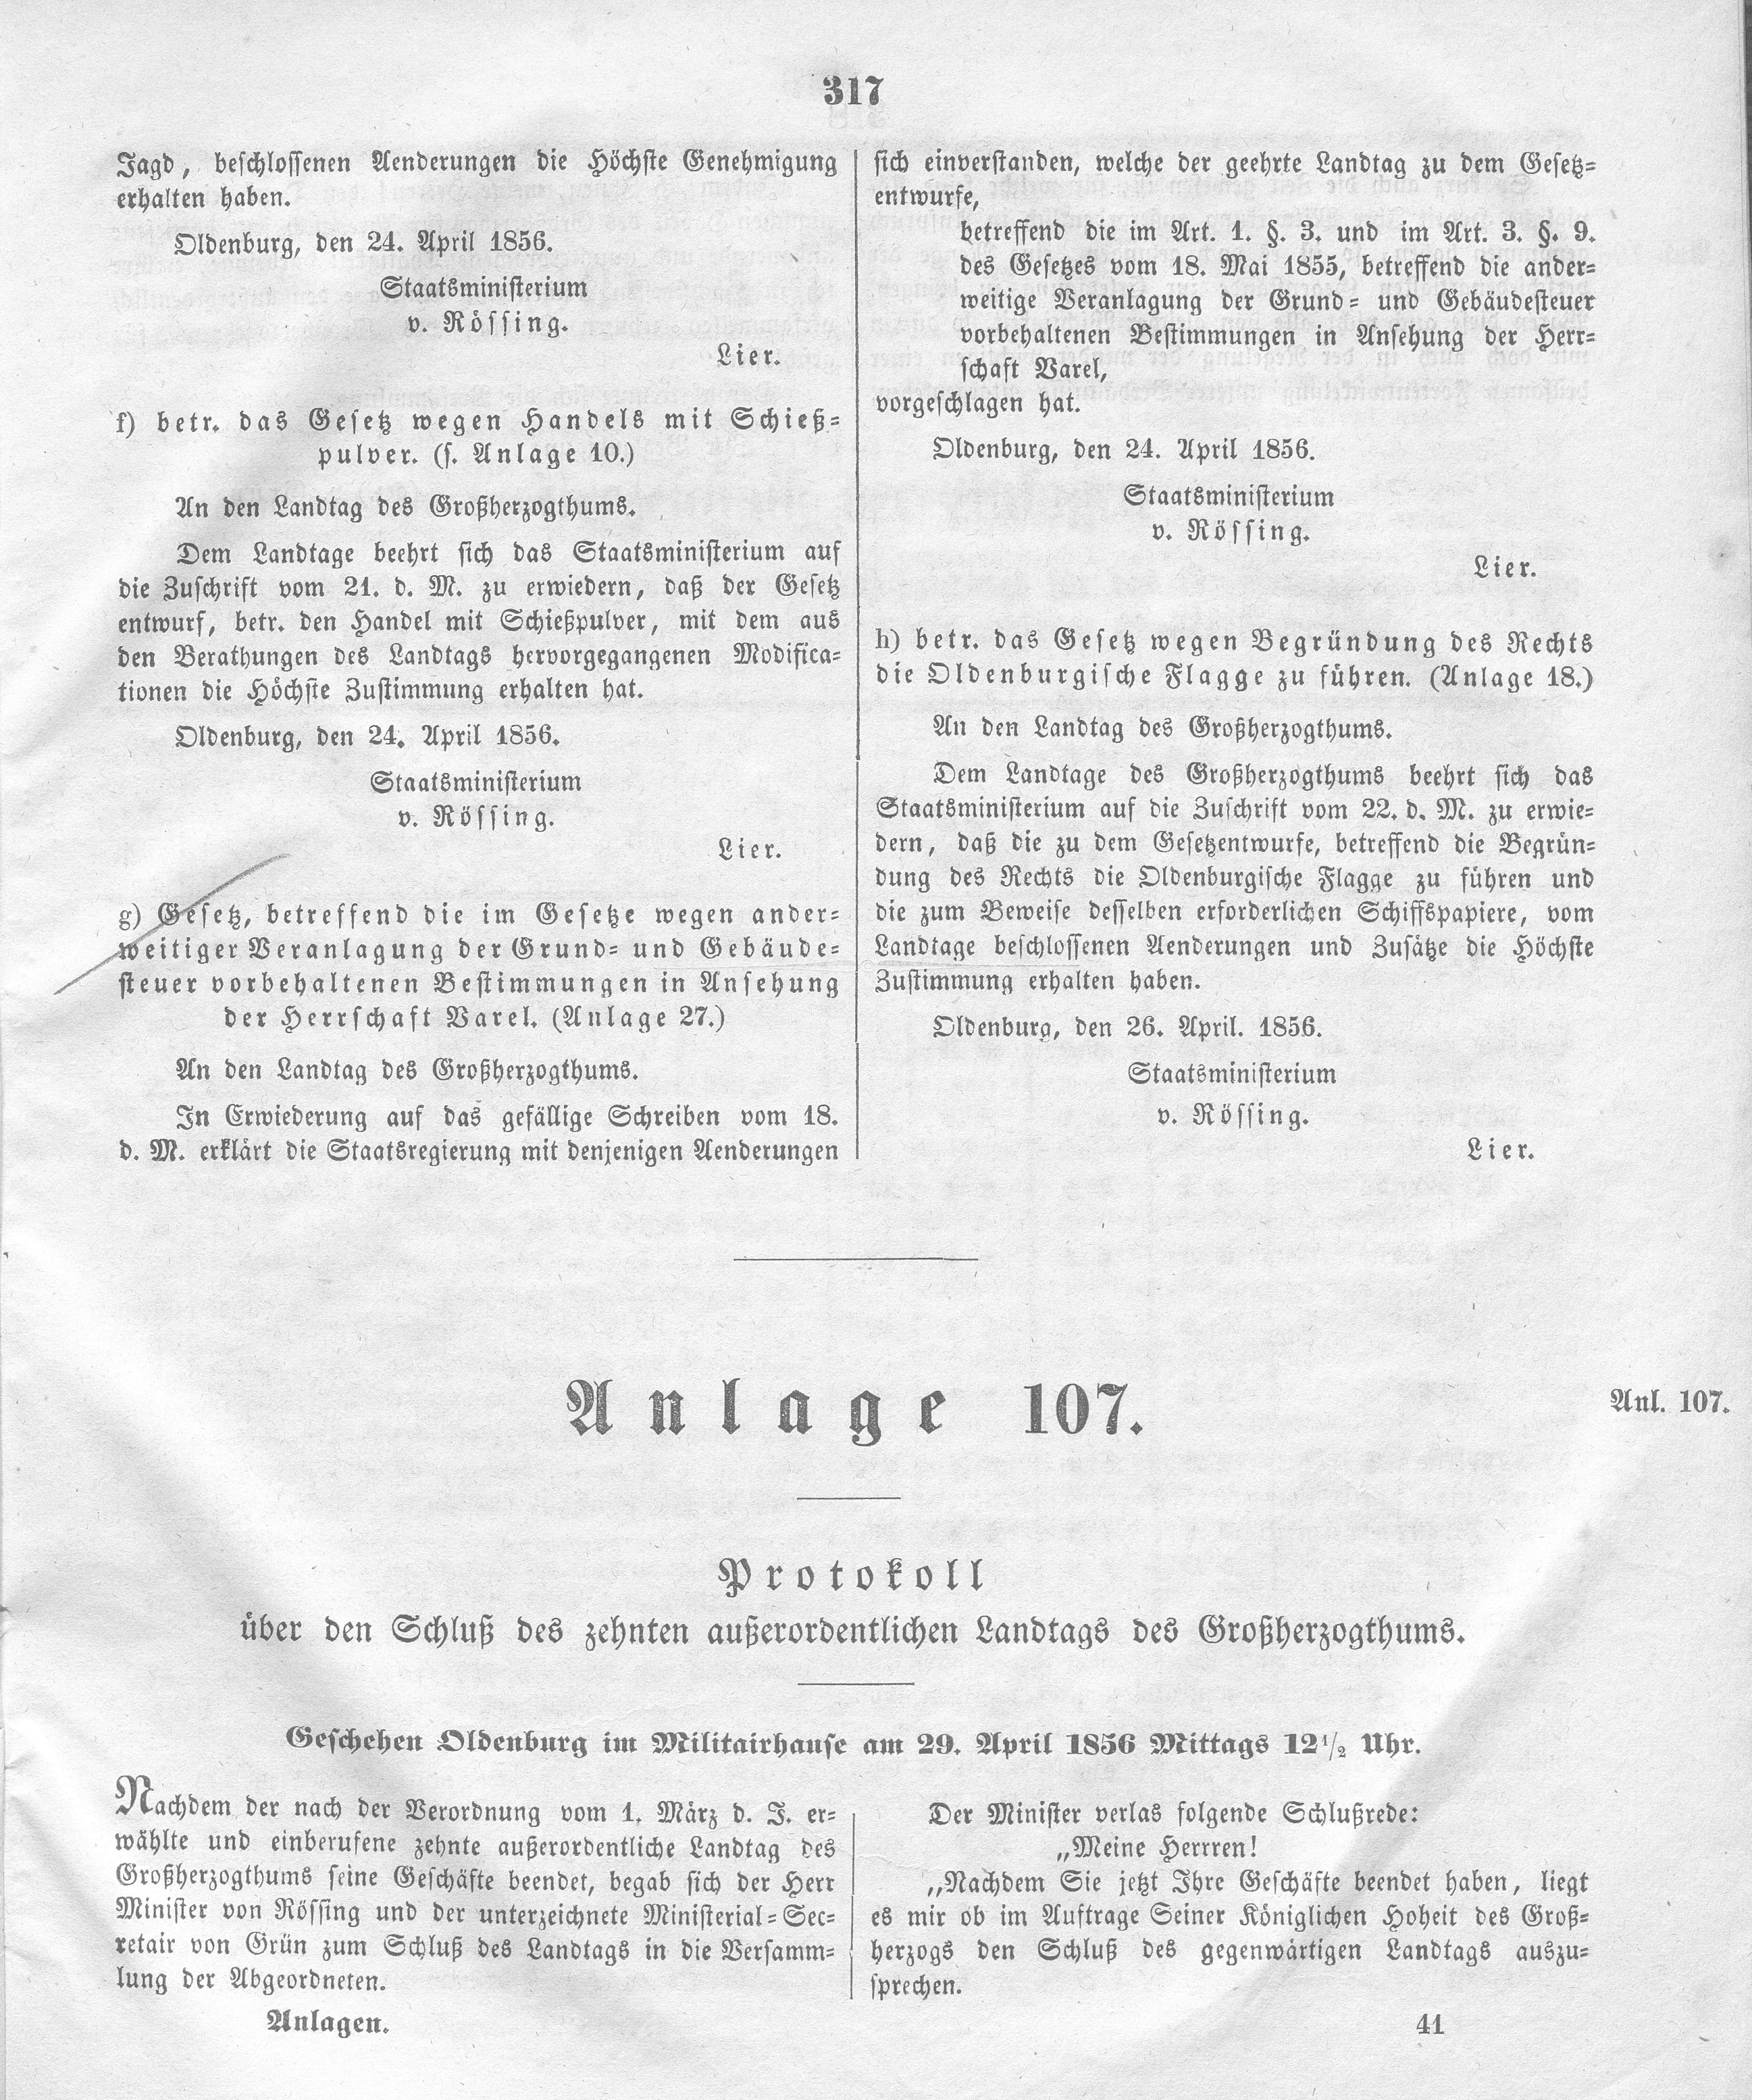 317
Jagd, beschlossenen Aenderungen die Höchste Genehmigung
erhalten haben.
Oldenburg, den 24. April 1856.
Staatsministerium
v. Rössing.
Lier.
f) betr. das Gesetz wegen Handels mit Schieß-
pulver. (s. Anlage 10.)
An den Landtag des Großherzogthums.
Dem Landtage beehrt sich das Staatsministerium auf
die Zuschrift vom 21. d. M. zu erwiedern, daß der Gesetz
entwurf, betr. den Handel mit Schießpulver, mit dem aus
den Berathungen des Landtags hervorgegangenen Modifica-
tionen die Höchste Zustimmung erhalten hat.
Oldenburg, den 24. April 1856.
Staatsministerium
v. Rössing.
Lier.
g) Gesetz, betreffend die im Gesetze wegen ander-
weitiger Veranlagung der Grund- und Gebäude-
steuer vorbehaltenen Bestimmungen in Ansehung
der Herrschaft Varel. (Anlage 27.)
An den Landtag des Großherzogthums.
In Erwiederung auf das gefällige Schreiben vom 18.
d. M. erklärt die Staatsregierung mit denjenigen Aenderungen
sich einverstanden, welche der geehrte Landtag zu dem Gesetz-
entwurfe,
betreffend die im Art. 1. §. 3. und im Art. 3. §. 9.
des Gesetzes vom 18. Mai 1855, betreffend die ander-
weitige Veranlagung der Grund- und Gebäudesteuer
vorbehaltenen Bestimmungen in Ansehung der Herr-
schaft Varel,
vorgeschlagen hat.
Oldenburg, den 24. April 1856.
Staatsministerium
v. Rössing.
Lier.
h) betr. das Gesetz wegen Begründung des Rechts
die Oldenburgische Flagge zu führen. (Anlage 18.)
An den Landtag des Großherzogthums.
Dem Landtage des Großherzogthums beehrt sich das
Staatsministerium auf die Zuschrift vom 22. d. M. zu erwie-
dern, daß die zu dem Gesetzentwurfe, betreffend die Begrün-
dung des Rechts die Oldenburgische Flagge zu führen und
die zum Beweise desselben erforderlichen Schiffspapiere, vom
Landtage beschlossenen Aenderungen und Zusätze die Höchste
Zustimmung erhalten haben.
Oldenburg, den 26. April. 1856.
Staatsministerium
v. Rössing.
Lier.
Anlage 107.
Anl. 107.
Protokoll
über den Schluß des zehnten außerordentlichen Landtags des Großherzogthums.
Geschehen Oldenburg im Militairhause am 29. April 1856 Mittags 12 1/2 Uhr.
Nachdem der nach der Verordnung vom 1. März d. J. er-
wählte und einberufene zehnte außerordentliche Landtag des
Großherzogthums seine Geschäfte beendet, begab sich der Herr
Minister von Rössing und der unterzeichnete Ministerial-Sec-
retair von Grün zum Schluß des Landtags in die Versamm-
lung der Abgeordneten.
Der Minister verlas folgende Schlußrede:
„Meine Herrren!
„Nachdem Sie jetzt Ihre Geschäfte beendet haben, liegt
es mir ob im Auftrage Seiner Königlichen Hoheit des Groß-
herzogs den Schluß des gegenwärtigen Landtags auszu-
sprechen.
Anlagen.
41